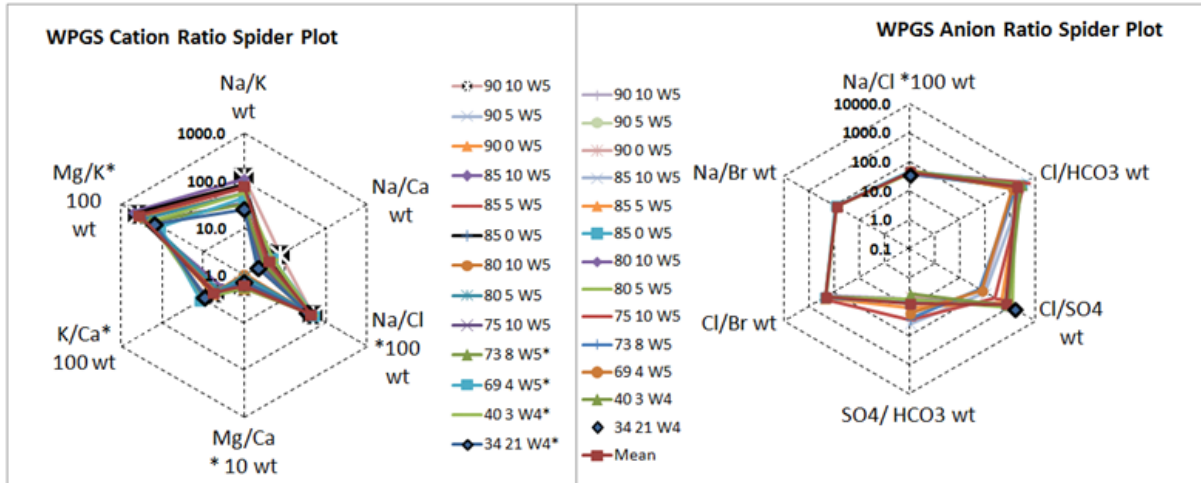 WPGS Cation Ratio Spider Plot
Na/K
wt
1000.0
100.0
10.0
1.0
Na/Ca
wt
Na/Cl
*100
wt
Mg/Ca
* 10 wt
K/Ca*
100 wt
Mg/K*
100
wt
90 10 W5
90 5 W5
90 0 W5
85 10 W5
85 5 W5
85 0 W5
80 10 W5
80 5 W5
75 10 W5
73 8 W5*
69 4 W5*
40 3 W4*
34 21 W4*
WPGS Anion Ratio Spider Plot
90 10 W5
90 5 W5
90 0 W5
85 10 W5
85 5 W5
85 0 W5
80 10 W5
80 5 W5
75 10 W5
73 8 W5
69 4 W5
40 3 W4
34 21 W4
Mean
Na/Cl *100 wt
10000.0
1000.0
100.0
10.0
1.0
0.1
Cl/HCO3 wt
Cl/SO4
wt
SO4/ HCO3 wt
Cl/Br wt
Na/Br wt